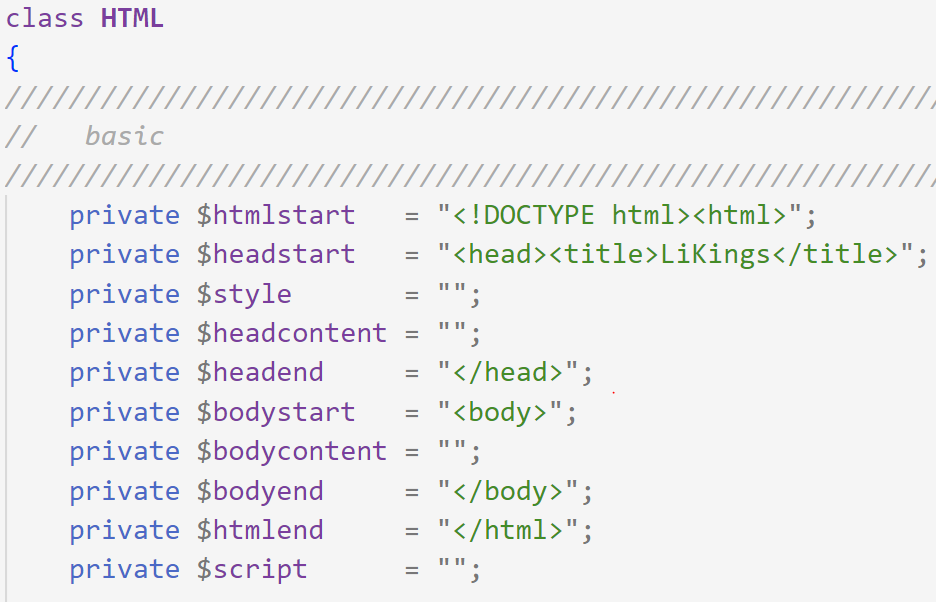 class HTML
{
//////////////////////////////////////////////////////////
//   basic
//////////////////////////////////////////////////////////
    private $htmlstart   = "<!DOCTYPE html><html>";
    private $headstart   = "<head><title>LiKings</title>";
    private $style       = "";
    private $headcontent = "";
    private $headend     = "</head>";
    private $bodystart   = "<body>";
    private $bodycontent = "";
    private $bodyend     = "</body>";
    private $htmlend     = "</html>";
    private $script      = "";